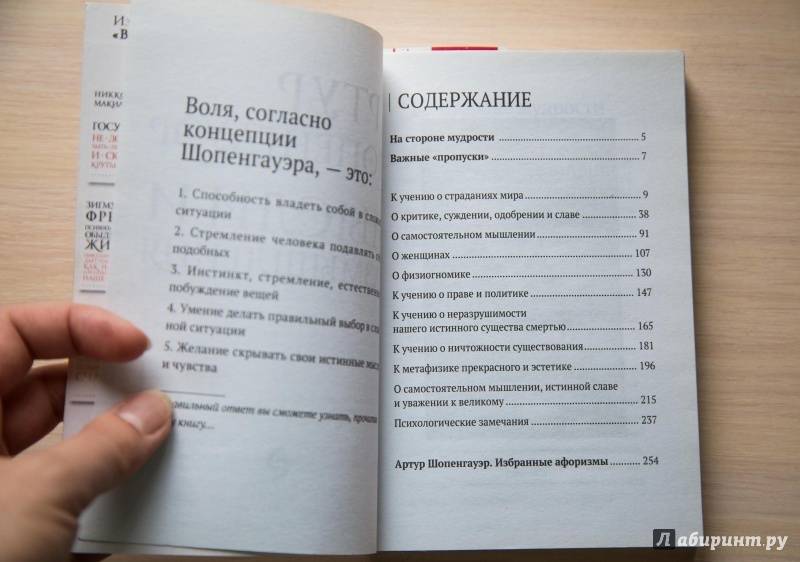 НИККО
ГОСУ
ЗИГМ
ФРЕ
Воля, согласно
концепции
Шопенгауэра, — это:
1. Способность владеть собой в
ситуации
2. Стремление человека подавлять
подобных
3. Инстинкт, стремление,
побуждение вещей
4. Умение делать правильный выбор в
ной ситуации
5. Желание скрывать свои истинные
и чувства
ответ вы сможете узнать,
книгу...
СОДЕРЖАНИЕ
На стороне мудрости 5
Важные «пропуски» 7
К учению о страданиях мира 9
О критике, суждении, одобрении и славе 38
О самостоятельном мышлении 91
О женщинах 107
О физиогномике 130
К учению о праве и политике 147
К учению о неразрушимости
нашего истинного существа смертью 165
К учению о ничтожности существования 181
К метафизике прекрасного и эстетике 196
О самостоятельном мышлении, истинной славе
и уважении к великому 215
Психологические замечания 237
Артур Шопенгауэр. Избранные афоризмы 254
Лабиринт.ру